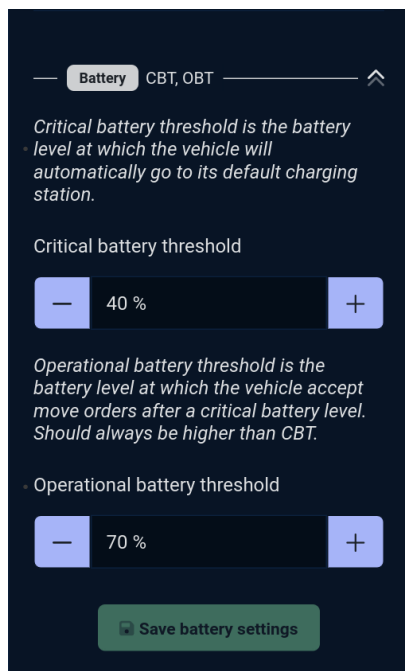 Battery CBT, OBT
Critical battery threshold is the battery
level at which the vehicle will
automatically go to its default charging
station.
Critical battery threshold
40 %
Operational battery threshold is the
battery level at which the vehicle accept
move orders after a critical battery level.
Should always be higher than CBT.
Operational battery threshold
70 %
Save battery settings